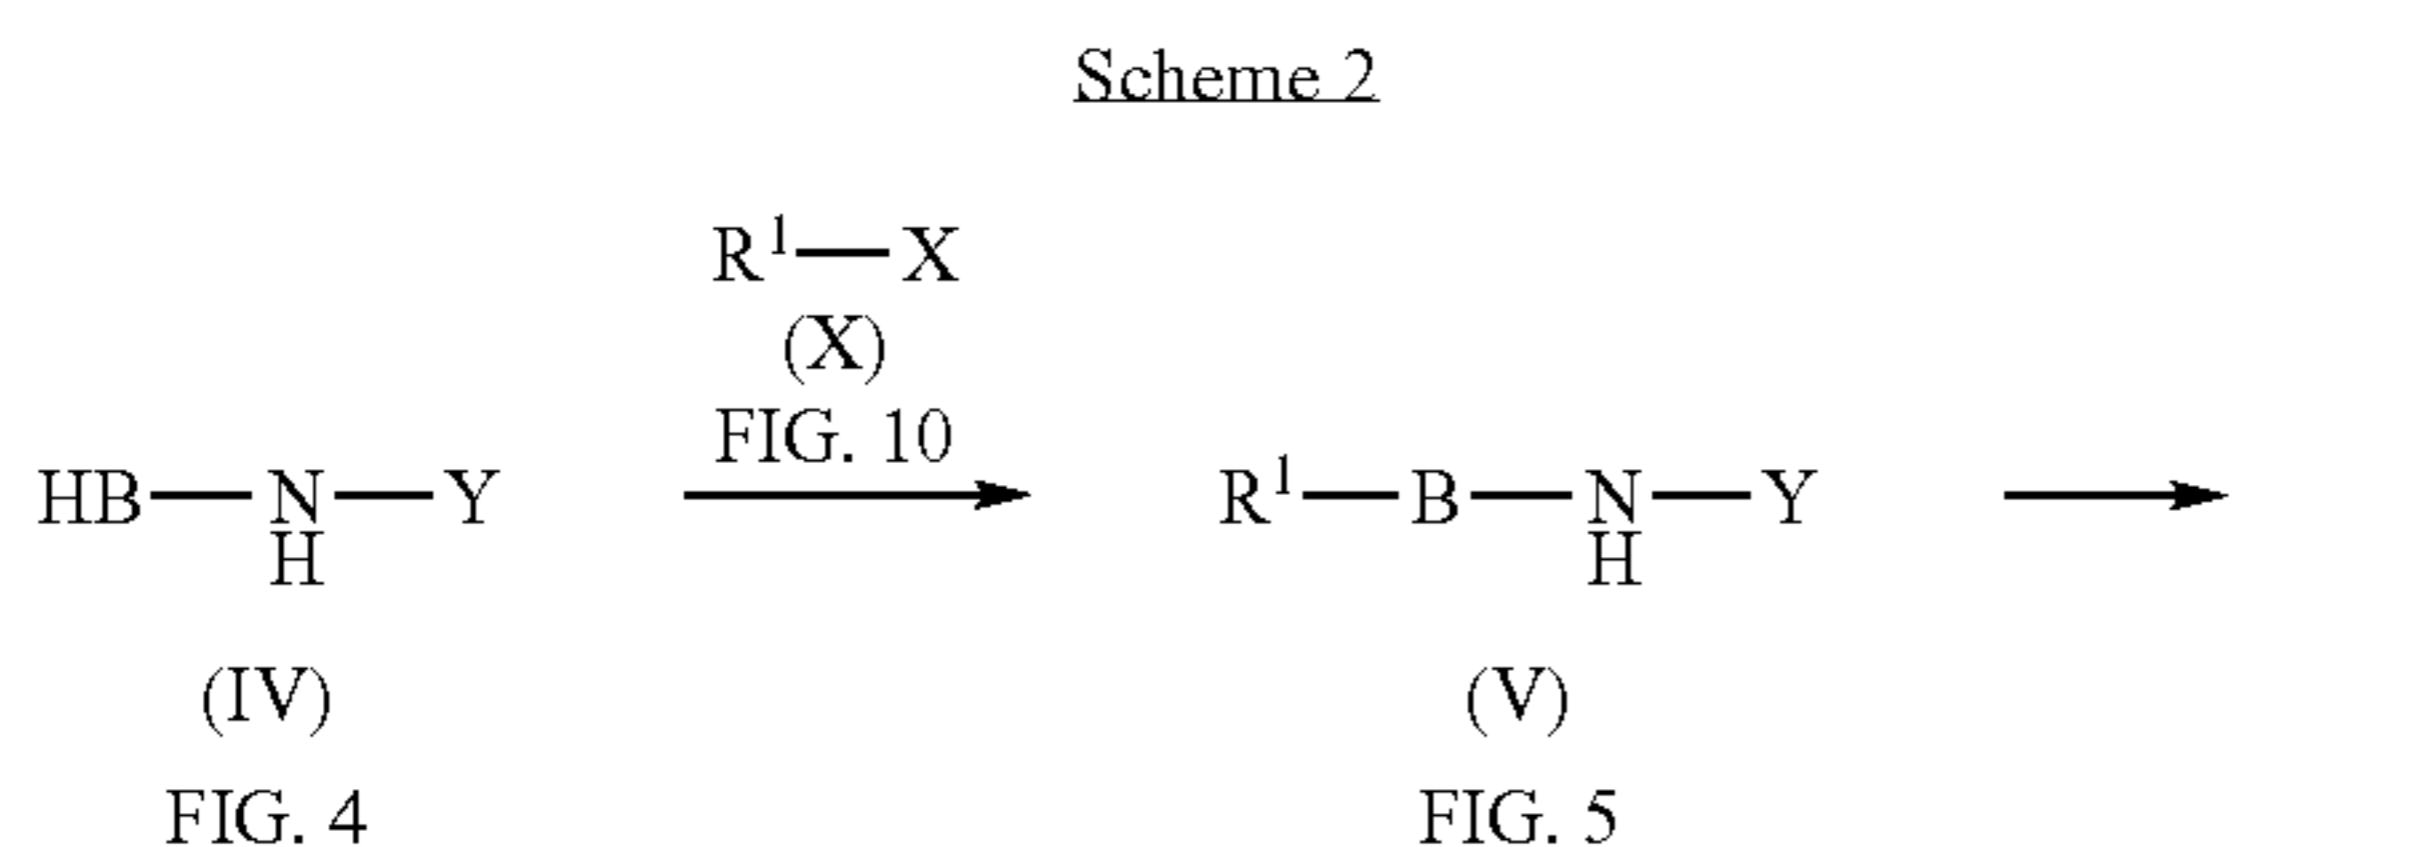 Scheme 2
R¹—X
(X)
FIG. 10
HB—N—Y
H
R¹—B—N—Y
H
(IV)
(V)
FIG. 4
FIG. 5